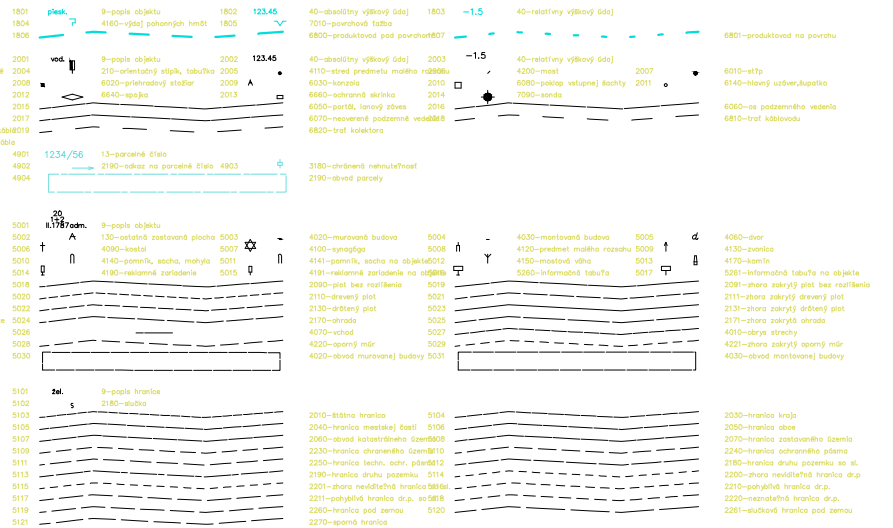 1801 piesk. 9-popis objektu 1802 123.45 40-absolútny výškový údaj 1803 -1.5 40-relatívny výškový údaj
1804 4160-výdaj pohonných hmôt 1805 7010-povrchová ťažba
1806 6800-produktovod pod povrchom 1807 6801-produktovod na povrchu
2001 vod. 9-popis objektu 2002 123.45 40-absolútny výškový údaj 2003 -1.5 40-relatívny výškový údaj
2004 210-orientačný stĺpik, tabuľka 2005 4110-stred predmetu malého rozsahu 4200-most 2007 6010-stĺp
2008 6020-priehradový stožiar 2009 6030-konzola 2010 6080-poklop vstupnej šachty 2011 6140-hlavný uzáver,šupatko
2012 6640-spojka 2013 6660-ochranná skrinka 2014 7090-sonda
2015 6050-portál, lanový záves 2016 6060-os podzemného vedenia
2017 6070-neoverené podzemné vedenie 2018 6810-trať káblovodu
2019 6820-trať kolektora
4901 1234/56 13-parcelné číslo
4902 2190-odkaz na parcelné číslo 4903 3180-chránená nehnuteľnosť
4904 2190-obvod parcely
5001 20 1+2 II.1787adm. 9-popis objektu
5002 130-ostatná zastavaná plocha 5003 4020-murovaná budova 5004 4030-montovaná budova 5005 4060-dvor
5006 4090-kostol 5007 4100-synagóga 5008 4120-predmet malého rozsahu 5009 4130-zvonica
5010 4140-pomník, socha, mohyla 5011 4141-pomník, socha na objekte 5012 4150-mostová váha 5013 4170-komín
5014 4190-reklamné zariadenie 5015 4191-reklamné zariadenie na objekte 5260-informačná tabuľa 5017 5261-informačná tabuľa na objekte
5018 2090-plot bez rozlíšenia 5019 2091-zhora zakrytý plot bez rozlíšenia
5020 2110-drevený plot 5021 2111-zhora zakrytý drevený plot
5022 2130-drôtený plot 5023 2131-zhora zakrytý drôtený plot
5024 2170-ohrada 5025 2171-zhora zakrytá ohrada
5026 4070-vchod 5027 4010-obrys strechy
5028 4220-oporný múr 5029 4221-zhora zakrytý oporný múr
5030 4020-obvod murovanej budovy 5031 4030-obvod montovanej budovy
5101 žel. 9-popis hranice
5102 2180-slučka
5103 2010-štátna hranica 5104 2030-hranica kraja
5105 2040-hranica mestskej časti 5106 2050-hranica obce
5107 2060-obvod katastrálneho územia 2070-hranica zastavaného územia
5109 2230-hranica chráneného územia 2240-hranica ochranného pásma
5111 2250-hranica techn. ochr. pásma 5112 2180-hranica druhu pozemku so sl.
5113 2190-hranica druhu pozemku 5114 2200-zhora neviditeľná hranica dr.p
5115 2201-zhora neviditeľná hranica 2210-pohyblivá hranica dr.p.
5117 2211-pohyblivá hranica dr.p. so 5118 2220-neznateľná hranica dr.p.
5119 2260-hranica pod zemou 5120 2261-slučková hranica pod zemou
5121 2270-sporná hranica